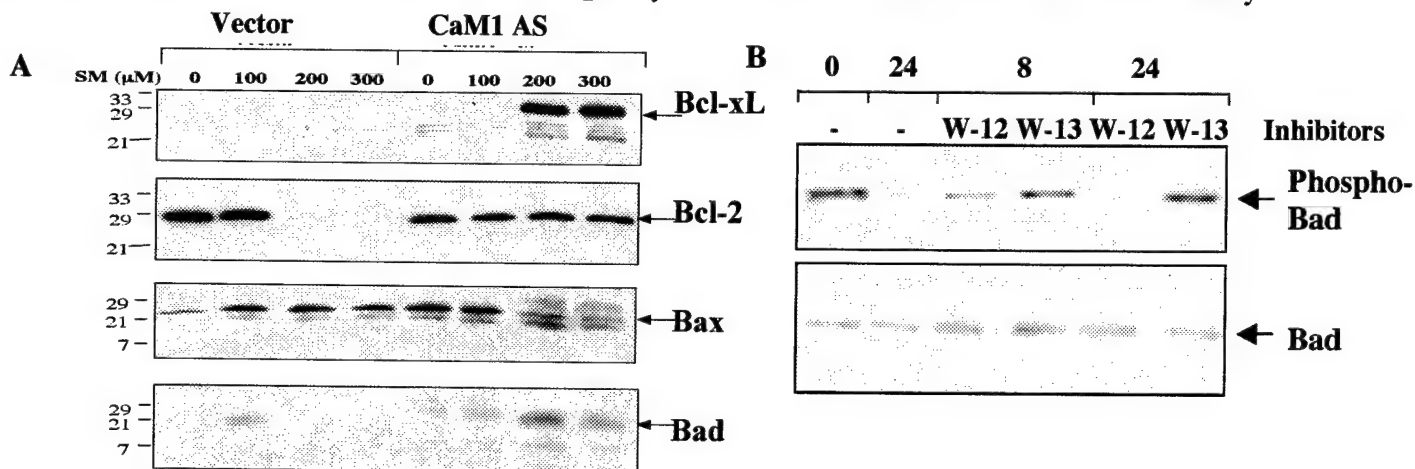 Vector CaM1 AS
A
SM (µM) 0 100 200 300 0 100 200 300
33
29
21
Bcl-xL
33
29
21
Bcl-2
29
21
7
Bax
29
21
7
Bad
B
0 24 8 24
- - W-12 W-13 W-12 W-13 Inhibitors
Phospho-
Bad
Bad